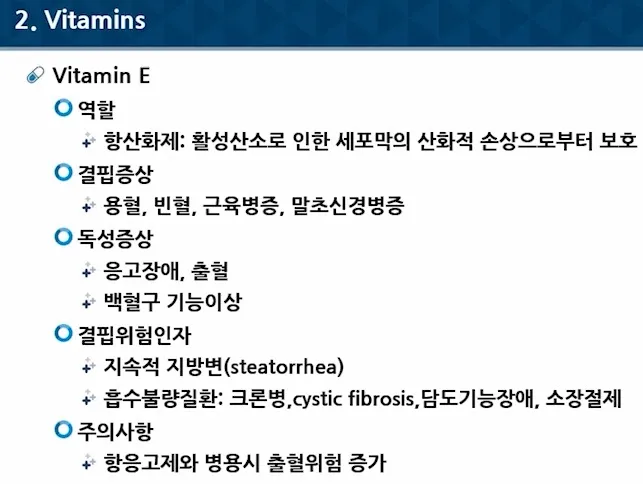 2. Vitamins
Vitamin E
역할
항산화제: 활성산소로 인한 세포막의 산화적 손상으로부터 보호
결핍증상
용혈, 빈혈, 근육병증, 말초신경병증
독성증상
응고장애, 출혈
백혈구 기능이상
결핍위험인자
지속적 지방변(steatorrhea)
흡수불량질환: 크론병,cystic fibrosis,담도기능장애, 소장절제
주의사항
항응고제와 병용시 출혈위험 증가